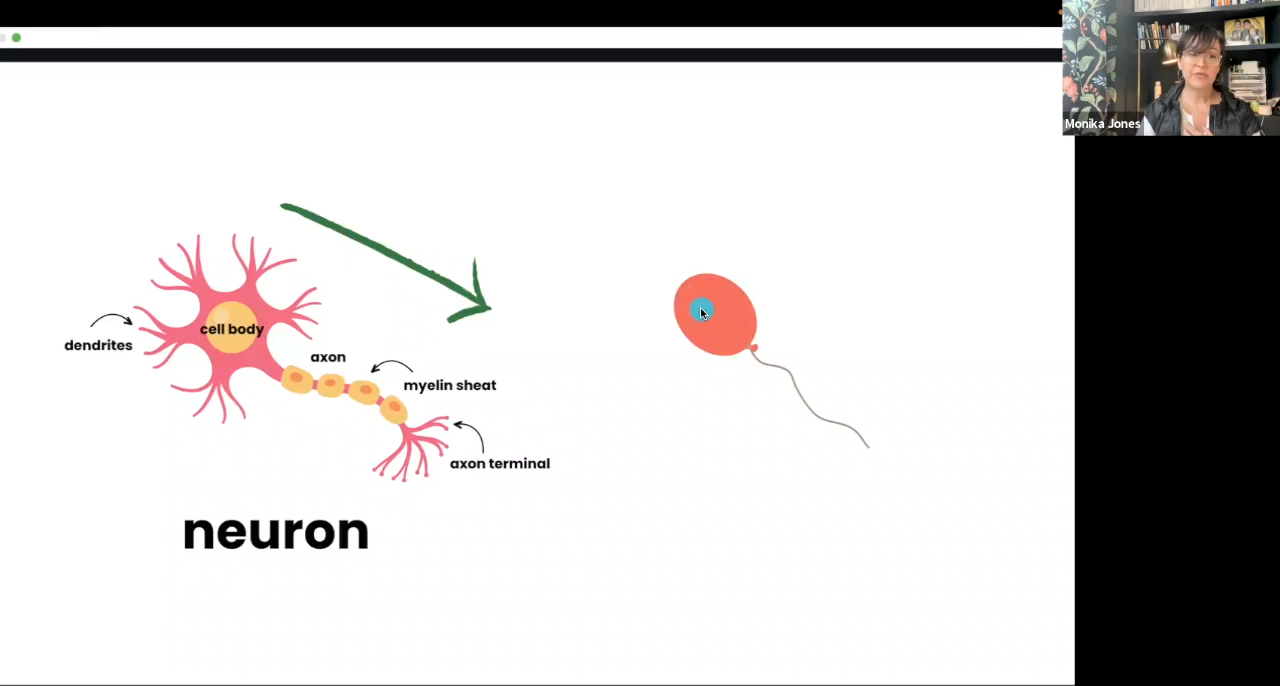 Monika Jones
cell body
dendrites
axon
myelin sheat
axon terminal
neuron